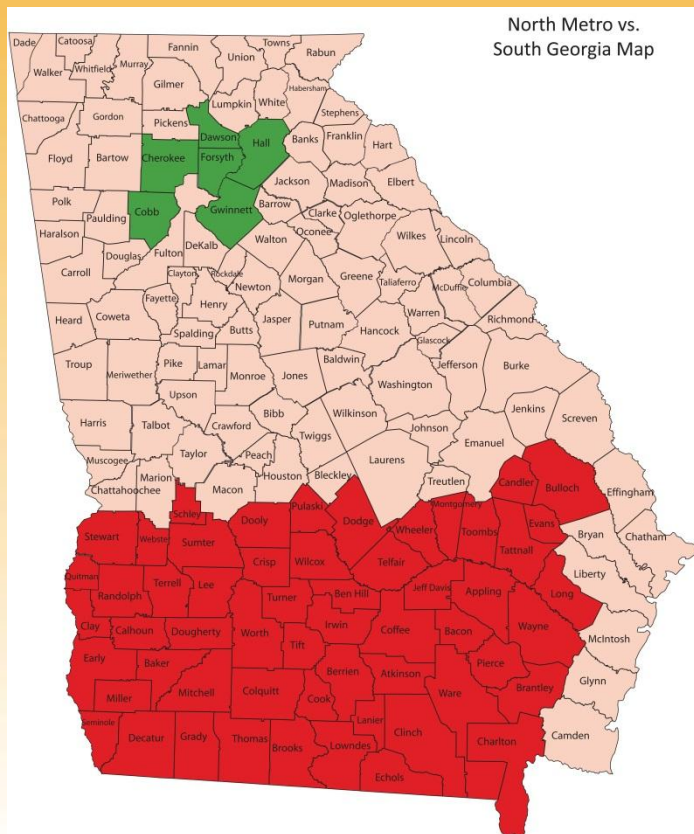 North Metro vs.
South Georgia Map
Dade
Catoosa
Fannin
Towns
Rabun
Union
Murray
Whitfield
Walker
Gilmer
Habersham
White
Lumpkin
Stephens
Chattooga
Gordon
Pickens
Dawson
Hall
Banks
Franklin
Hart
Floyd
Bartow
Cherokee
Forsyth
Jackson
Madison
Elbert
Polk
Paulding
Cobb
Gwinnett
Barrow
Clarke
Oglethorpe
Haralson
Oconee
Wilkes
Lincoln
Douglas
Fulton
DeKalb
Walton
Carroll
Clayton
Rockdale
Newton
Morgan
Greene
Taliaferro
McDuffie
Columbia
Fayette
Henry
Heard
Coweta
Spalding
Butts
Jasper
Putnam
Hancock
Warren
Richmond
Glascock
Troup
Meriwether
Pike
Lamar
Monroe
Jones
Baldwin
Jefferson
Burke
Washington
Upson
Bibb
Wilkinson
Jenkins
Screven
Harris
Talbot
Crawford
Twiggs
Johnson
Emanuel
Muscogee
Taylor
Peach
Houston
Bleckley
Laurens
Treutlen
Candler
Bulloch
Effingham
Chattahoochee
Marion
Macon
Schley
Dooly
Pulaski
Dodge
Wheeler
Montgomery
Toombs
Evans
Stewart
Webster
Sumter
Bryan
Chatham
Crisp
Wilcox
Telfair
Tattnall
Liberty
Quitman
Randolph
Terrell
Lee
Turner
Ben Hill
Jeff Davis
Appling
Long
Clay
Calhoun
Dougherty
Worth
Irwin
Coffee
Bacon
Wayne
McIntosh
Early
Baker
Tift
Berrien
Atkinson
Pierce
Glynn
Miller
Mitchell
Colquitt
Cook
Ware
Brantley
Seminole
Lanier
Decatur
Grady
Thomas
Brooks
Lowndes
Clinch
Charlton
Camden
Echols